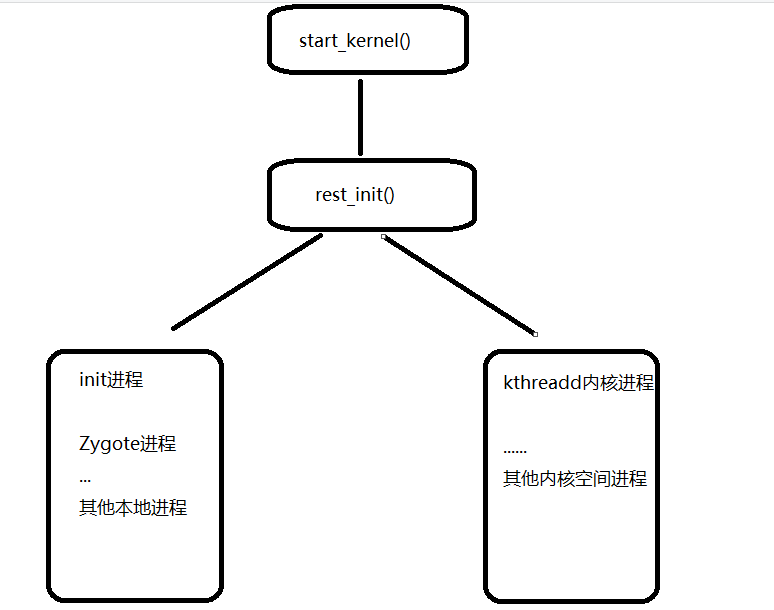 start_kernel()
rest_init()
init进程
Zygote进程
...
其他本地进程
kthreadd内核进程
......
其他内核空间进程